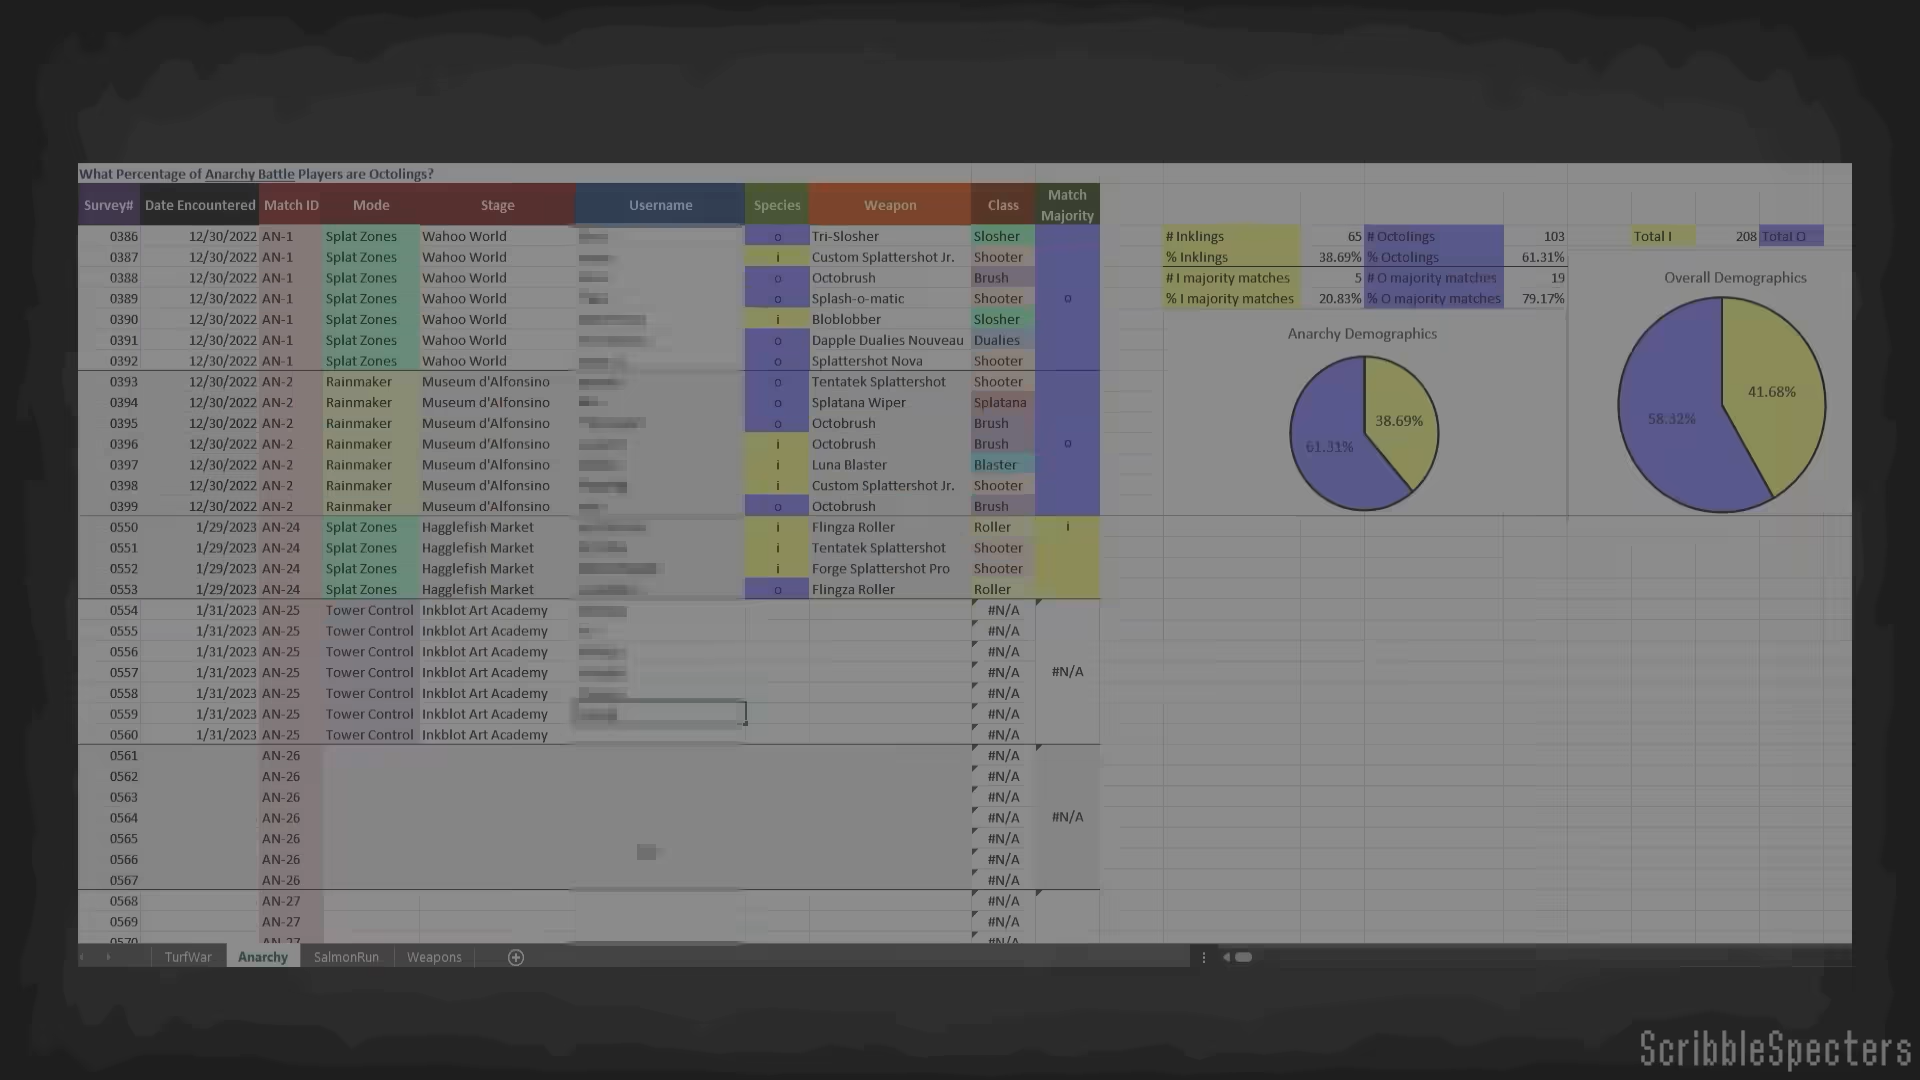 What Percentage of Anarchy Battle Players are Octolings?
Survey# Date Encountered Match ID Mode Stage Username Species Weapon Class Match Majority
0386 12/30/2022 AN-1 Splat Zones Wahoo World o Tri-Slosher Slosher
0387 12/30/2022 AN-1 Splat Zones Wahoo World i Custom Splattershot Jr. Shooter
0388 12/30/2022 AN-1 Splat Zones Wahoo World o Octobrush Brush
0389 12/30/2022 AN-1 Splat Zones Wahoo World o Splash-o-matic Shooter o
0390 12/30/2022 AN-1 Splat Zones Wahoo World i Bloblobber Slosher
0391 12/30/2022 AN-1 Splat Zones Wahoo World o Dapple Dualies Nouveau Dualies
0392 12/30/2022 AN-1 Splat Zones Wahoo World o Splattershot Nova Shooter
0393 12/30/2022 AN-2 Rainmaker Museum d'Alfonsino o Tentatek Splattershot Shooter
0394 12/30/2022 AN-2 Rainmaker Museum d'Alfonsino o Splatana Wiper Splatana
0395 12/30/2022 AN-2 Rainmaker Museum d'Alfonsino o Octobrush Brush
0396 12/30/2022 AN-2 Rainmaker Museum d'Alfonsino i Octobrush Brush o
0397 12/30/2022 AN-2 Rainmaker Museum d'Alfonsino i Luna Blaster Blaster
0398 12/30/2022 AN-2 Rainmaker Museum d'Alfonsino i Custom Splattershot Jr. Shooter
0399 12/30/2022 AN-2 Rainmaker Museum d'Alfonsino o Octobrush Brush
0550 1/29/2023 AN-24 Splat Zones Hagglefish Market i Flingza Roller Roller i
0551 1/29/2023 AN-24 Splat Zones Hagglefish Market i Tentatek Splattershot Shooter
0552 1/29/2023 AN-24 Splat Zones Hagglefish Market i Forge Splattershot Pro Shooter
0553 1/29/2023 AN-24 Splat Zones Hagglefish Market o Flingza Roller Roller
0554 1/31/2023 AN-25 Tower Control Inkblot Art Academy #N/A
0555 1/31/2023 AN-25 Tower Control Inkblot Art Academy #N/A
0556 1/31/2023 AN-25 Tower Control Inkblot Art Academy #N/A
0557 1/31/2023 AN-25 Tower Control Inkblot Art Academy #N/A #N/A
0558 1/31/2023 AN-25 Tower Control Inkblot Art Academy #N/A
0559 1/31/2023 AN-25 Tower Control Inkblot Art Academy #N/A
0560 1/31/2023 AN-25 Tower Control Inkblot Art Academy #N/A
0561 AN-26 #N/A
0562 AN-26 #N/A
0563 AN-26 #N/A
0564 AN-26 #N/A #N/A
0565 AN-26 #N/A
0566 AN-26 #N/A
0567 AN-26 #N/A
0568 AN-27 #N/A
0569 AN-27 #N/A
0570 AN-27 #N/A
# Inklings 65 # Octolings 103
% Inklings 38.69% % Octolings 61.31%
# I majority matches 5 # O majority matches 19
% I majority matches 20.83% % O majority matches 79.17%
Anarchy Demographics
38.69%
61.31%
Total I 208 Total O
Overall Demographics
41.68%
58.32%
TurfWar Anarchy SalmonRun Weapons
ScribbleSpecters